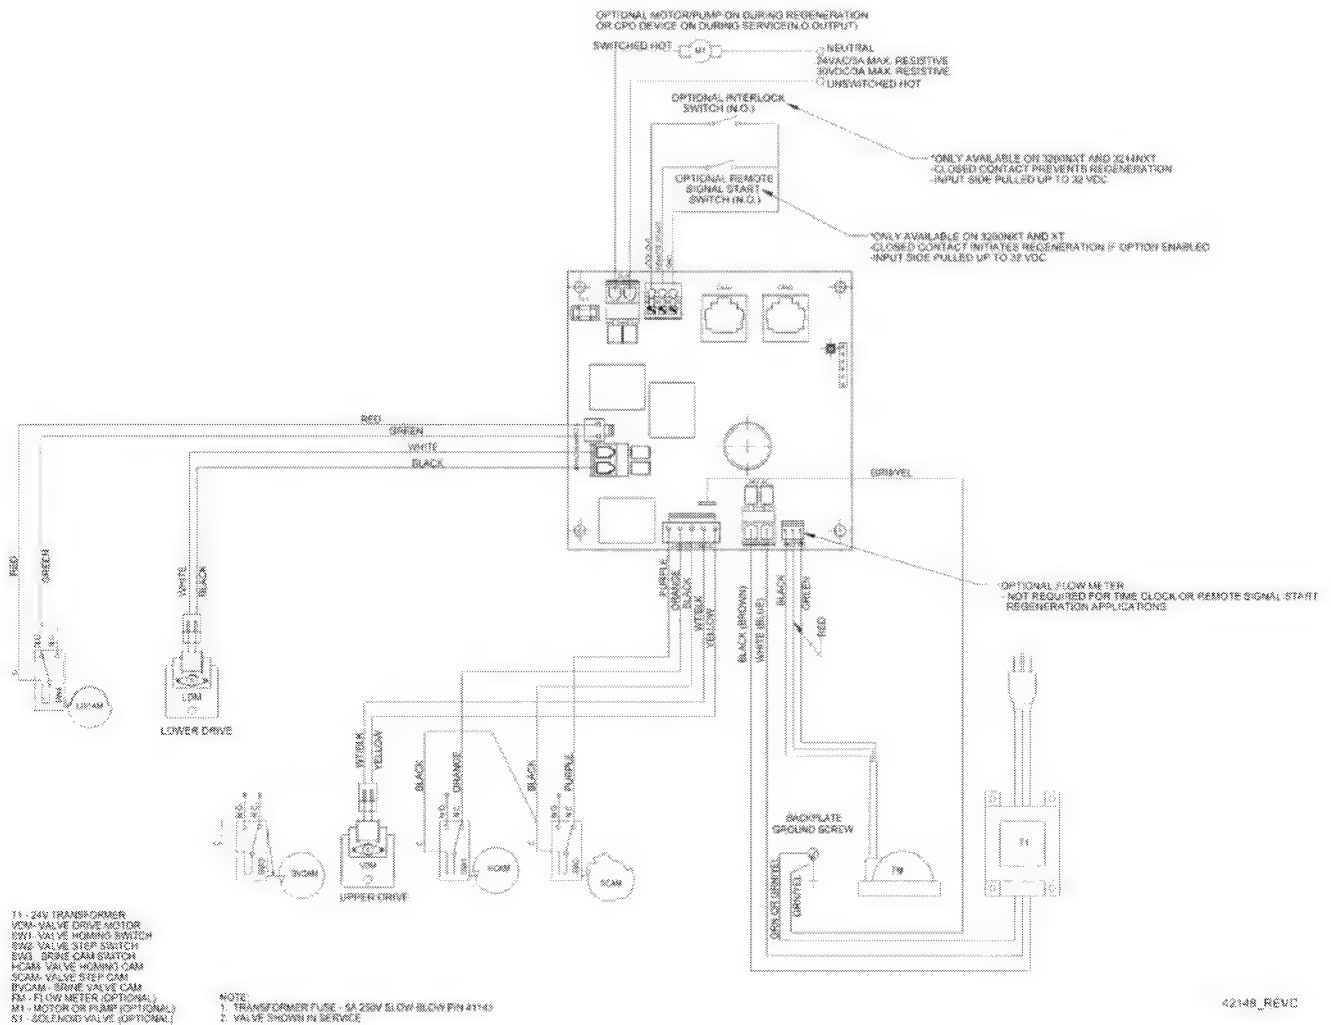 OPTIONAL MOTOR/PUMP ON DURING REGENERATION
OR CPO DEVICE ON DURING SERVICE(N.O.OUTPUT)
SWITCHED HOT
M1
NEUTRAL
24VAC/3A MAX. RESISTIVE
30VDC/3A MAX. RESISTIVE
UNSWITCHED HOT
OPTIONAL INTERLOCK
SWITCH (N.O.)
*ONLY AVAILABLE ON 3200NXT AND 3214NXT
-CLOSED CONTACT PREVENTS REGENERATION
-INPUT SIDE PULLED UP TO 32 VDC
OPTIONAL REMOTE
SIGNAL START
SWITCH (N.O.)
*ONLY AVAILABLE ON 3200NXT AND XT
-CLOSED CONTACT INITIATES REGENERATION IF OPTION ENABLED
-INPUT SIDE PULLED UP TO 32 VDC
RED
GREEN
WHITE
BLACK
GRN/YEL
RED
GREEN
WHITE
BLACK
PURPLE
ORANGE
BLACK
WT/BLK
YELLOW
BLACK (BROWN)
WHITE (BLUE)
BLACK
GREEN
RED
*OPTIONAL FLOW METER
- NOT REQUIRED FOR TIME CLOCK OR REMOTE SIGNAL START
REGENERATION APPLICATIONS
N.O.
N.C.
C
SW4
LDCAM
LDM
LOWER DRIVE
WT/BLK
YELLOW
BLACK
ORANGE
BLACK
PURPLE
N.O.
N.C.
C
BVCAM
VDM
UPPER DRIVE
N.O.
N.C.
C
HCAM
N.O.
N.C.
C
SCAM
BACKPLATE
GROUND SCREW
GRN OR GRN/YEL
GRN/YEL
FM
T1
T1 - 24V TRANSFORMER
VDM- VALVE DRIVE MOTOR
SW1- VALVE HOMING SWITCH
SW2- VALVE STEP SWITCH
SW3 - BRINE CAM SWITCH
HCAM- VALVE HOMING CAM
SCAM- VALVE STEP CAM
BVCAM - BRINE VALVE CAM
FM - FLOW METER (OPTIONAL)
M1 - MOTOR OR PUMP (OPTIONAL)
S1 - SOLENOID VALVE (OPTIONAL)
NOTE:
1. TRANSFORMER FUSE - 5A 250V SLOW-BLOW P/N 41143
2. VALVE SHOWN IN SERVICE
42148_REVC